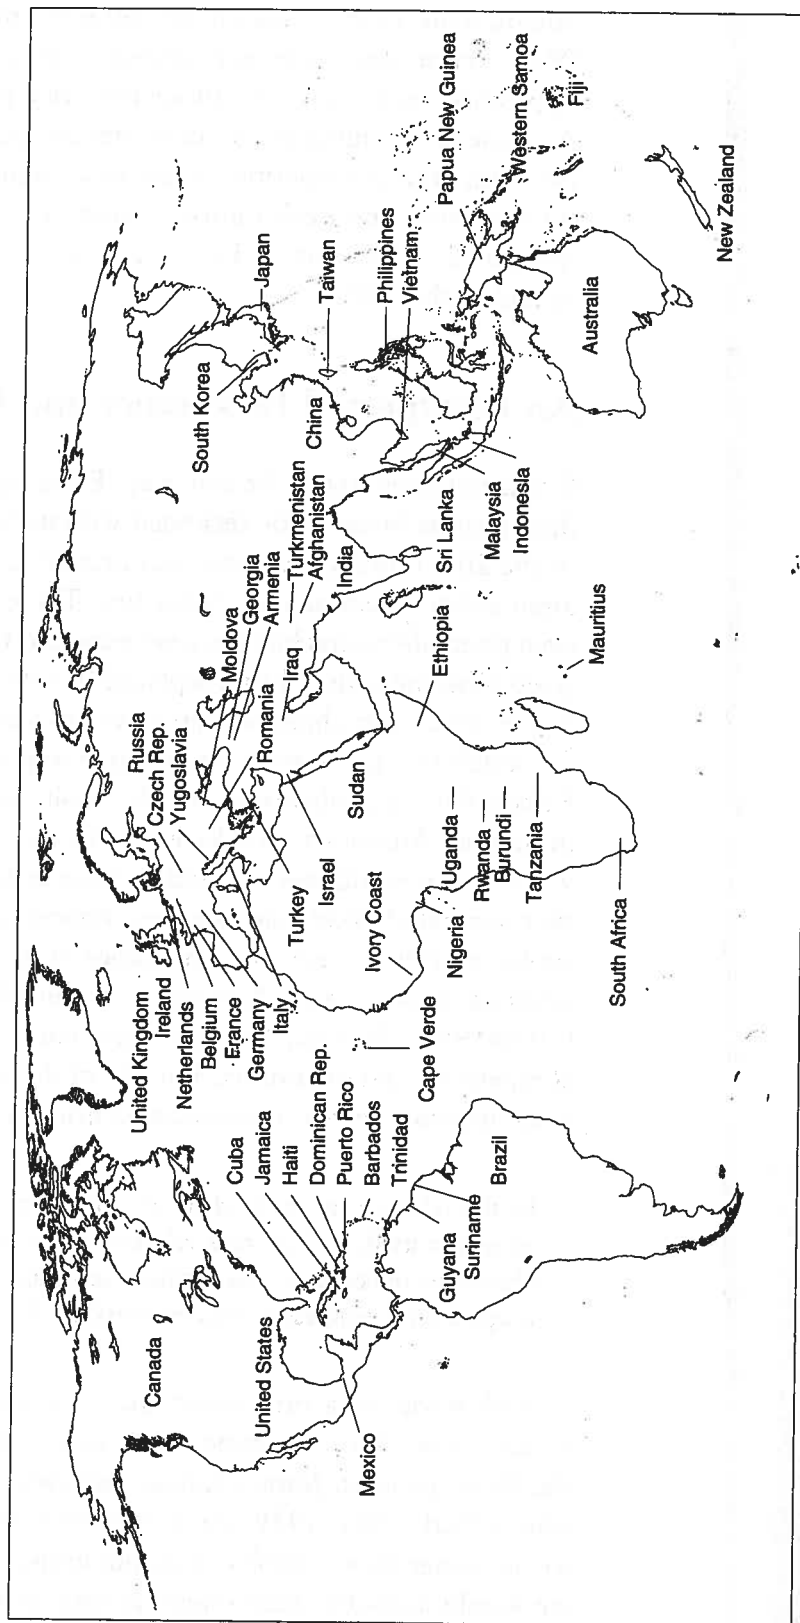 Canada
United States
Mexico
Cuba
Jamaica
Haiti
Dominican Rep.
Puerto Rico
Barbados
Trinidad
Guyana
Suriname
Brazil
United Kingdom
Ireland
Netherlands
Belgium
France
Germany
Italy
Cape Verde
Russia
Czech Rep.
Yugoslavia
Moldova
Georgia
Armenia
Romania
Turkey
Israel
Iraq
Turkmenistan
Afghanistan
India
Sudan
Ivory Coast
Nigeria
Uganda
Rwanda
Burundi
Tanzania
South Africa
Ethiopia
Mauritius
Sri Lanka
South Korea
Japan
China
Taiwan
Philippines
Vietnam
Malaysia
Indonesia
Papua New Guinea
Western Samoa
Fiji
Australia
New Zealand